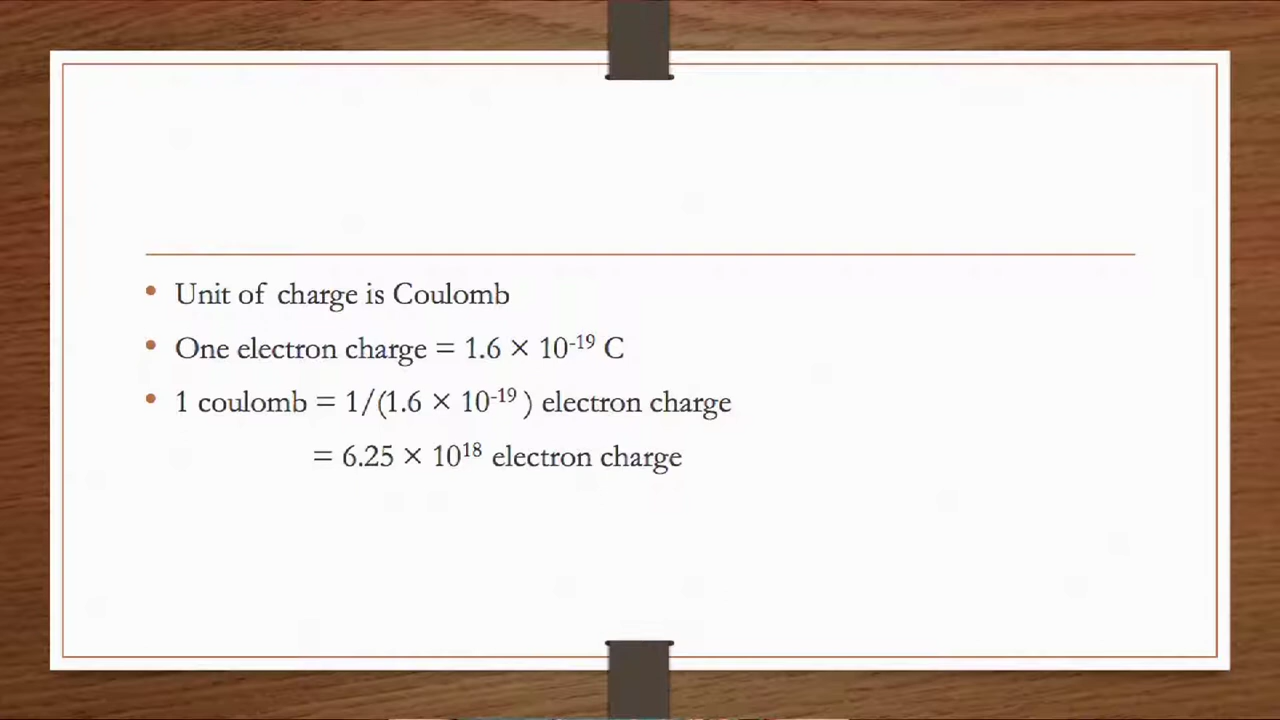 • Unit of charge is Coulomb
• One electron charge = 1.6 × 10⁻¹⁹ C
• 1 coulomb = 1/(1.6 × 10⁻¹⁹ ) electron charge
= 6.25 × 10¹⁸ electron charge